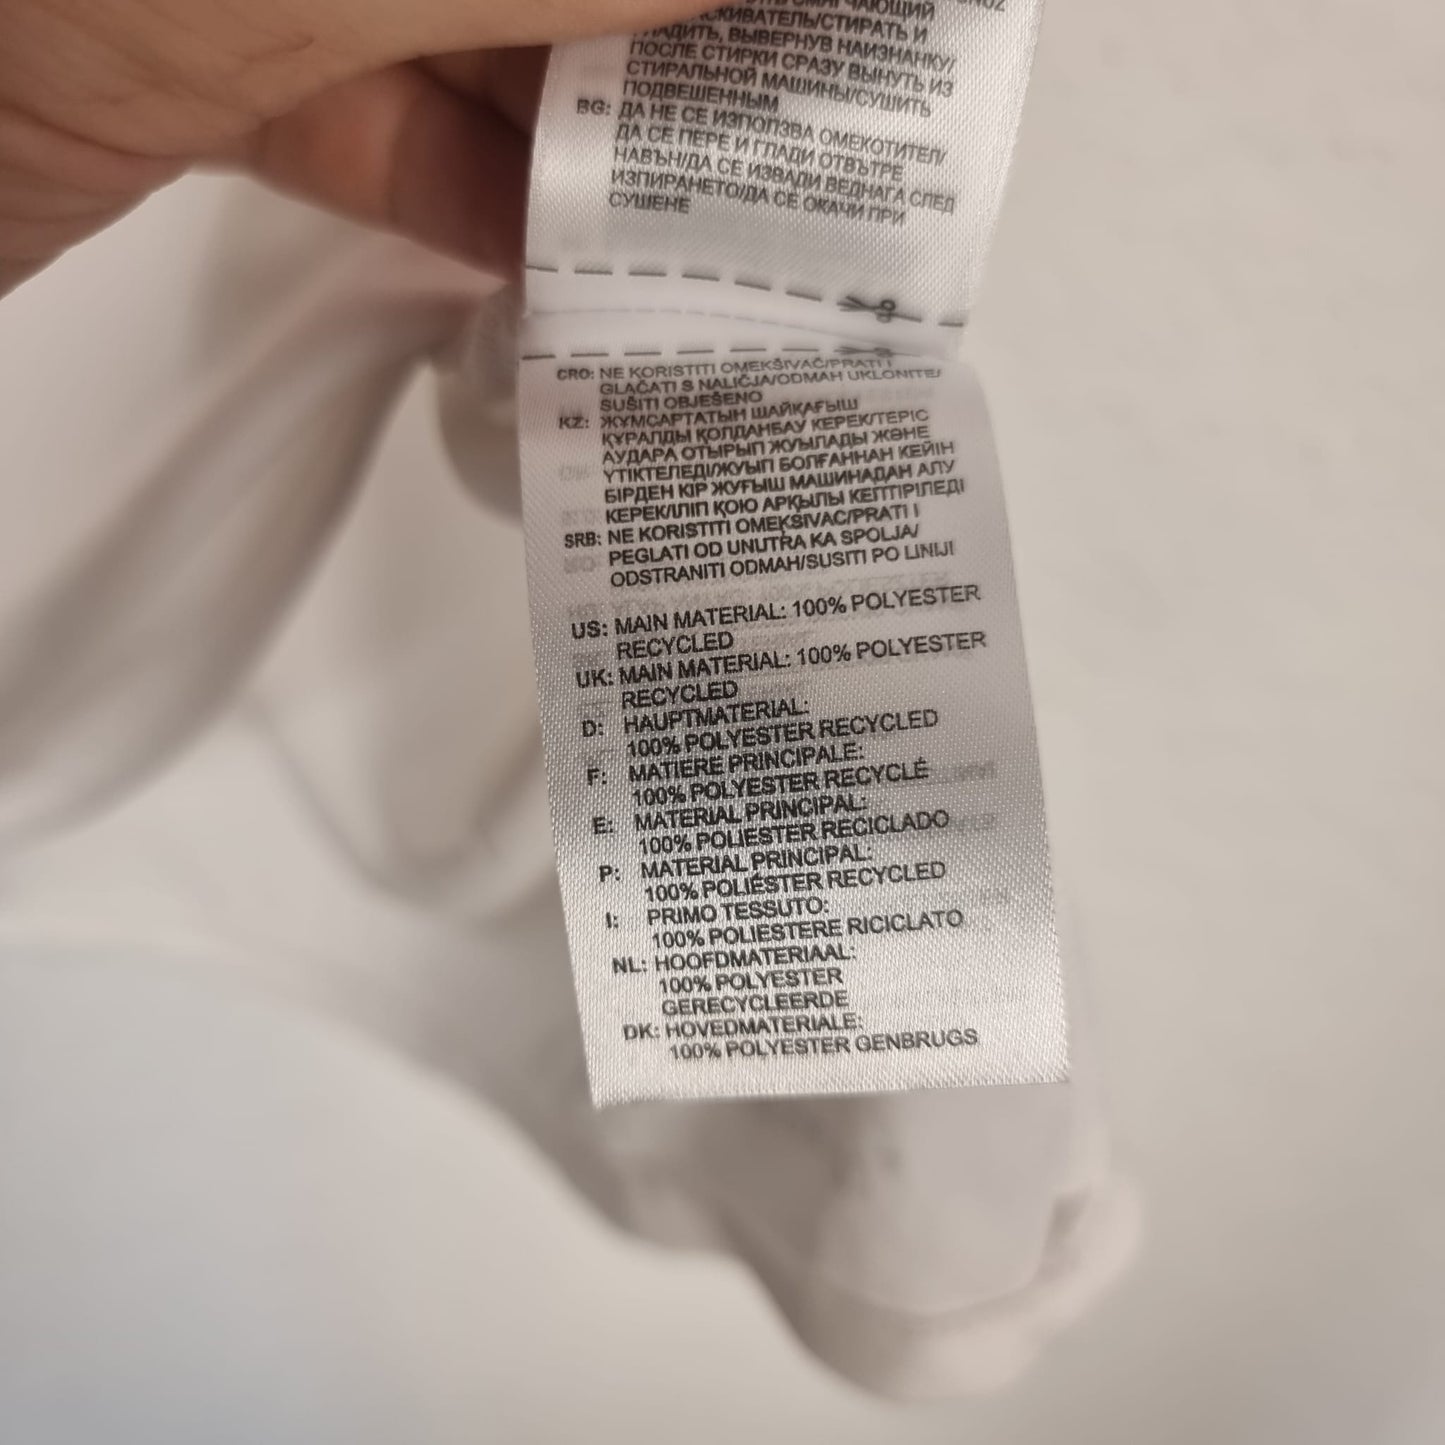 СМЯГЧАЮЩИЙ
СТИРАТЬ И
ГЛАДИТЬ, ВЫВЕРНУВ НАИЗНАНКУ/
ПОСЛЕ СТИРКИ СРАЗУ ВЫНУТЬ ИЗ
СТИРАЛЬНОЙ МАШИНЫ/СУШИТЬ
ПОДВЕШЕННЫМ
BG: ДА НЕ СЕ ИЗПОЛЗВА ОМЕКОТИТЕЛ/
ДА СЕ ПЕРЕ И ГЛАДИ ОТВЪТРЕ
НАВЪН/ДА СЕ ИЗВАДИ ВЕДНАГА СЛЕД
ИЗПИРАНЕТО/ДА СЕ ОКАЧИ ПРИ
СУШЕНЕ
CRO: NE KORISTITI OMEKŠIVAČ/PRATI I
GLAČATI S NALIČJA/ODMAH UKLONITE/
SUŠITI OBJEŠENO
KZ: ЖҰМСАРТАТЫН ШАЙҚАҒЫШ
ҚҰРАЛДЫ ҚОЛДАНБАУ КЕРЕК/ТЕРІС
АУДАРА ОТЫРЫП ЖУЫЛАДЫ ЖӘНЕ
ҮТІКТЕЛЕДІ/ЖУЫП БОЛҒАННАН КЕЙІН
БІРДЕН КІР ЖУҒЫШ МАШИНАДАН АЛУ
КЕРЕК/ІЛІП ҚОЮ АРҚЫЛЫ КЕПТІРІЛЕДІ
SRB: NE KORISTITI OMEKŠIVAC/PRATI I
PEGLATI OD UNUTRA KA SPOLJA/
ODSTRANITI ODMAH/SUSITI PO LINIJI
US: MAIN MATERIAL: 100% POLYESTER
RECYCLED
UK: MAIN MATERIAL: 100% POLYESTER
RECYCLED
D: HAUPTMATERIAL:
100% POLYESTER RECYCLED
F: MATIERE PRINCIPALE:
100% POLYESTER RECYCLÉ
E: MATERIAL PRINCIPAL:
100% POLIESTER RECICLADO
P: MATERIAL PRINCIPAL:
100% POLIÉSTER RECYCLED
I: PRIMO TESSUTO:
100% POLIESTERE RICICLATO
NL: HOOFDMATERIAAL:
100% POLYESTER
GERECYCLEERDE
DK: HOVEDMATERIALE:
100% POLYESTER GENBRUGS